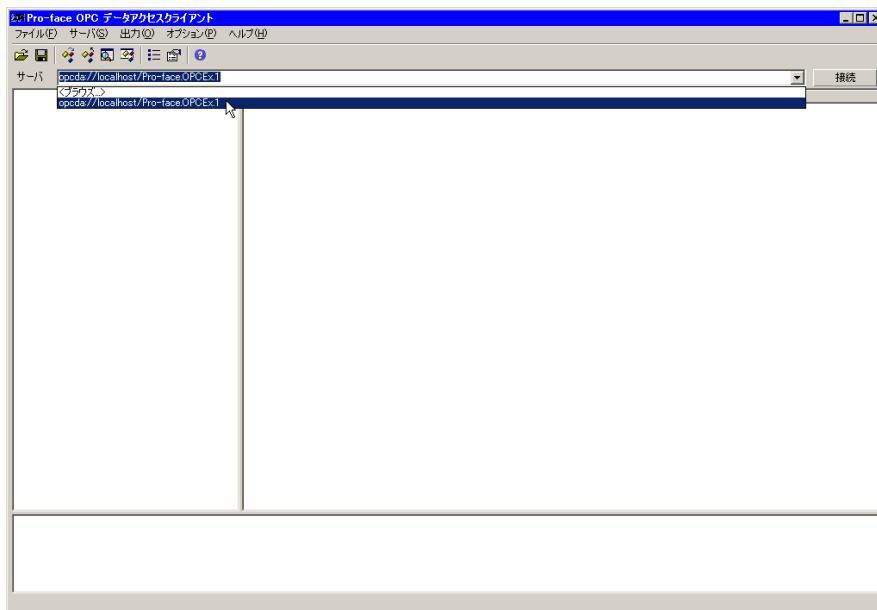 Pro-face OPC データアクセスクライアント
ファイル(F) サーバ(S) 出力(O) オプション(P) ヘルプ(H)
サーバ opcda://localhost/Pro-face.OPCEx.1 接続
<ブラウズ...>
opcda://localhost/Pro-face.OPCEx.1